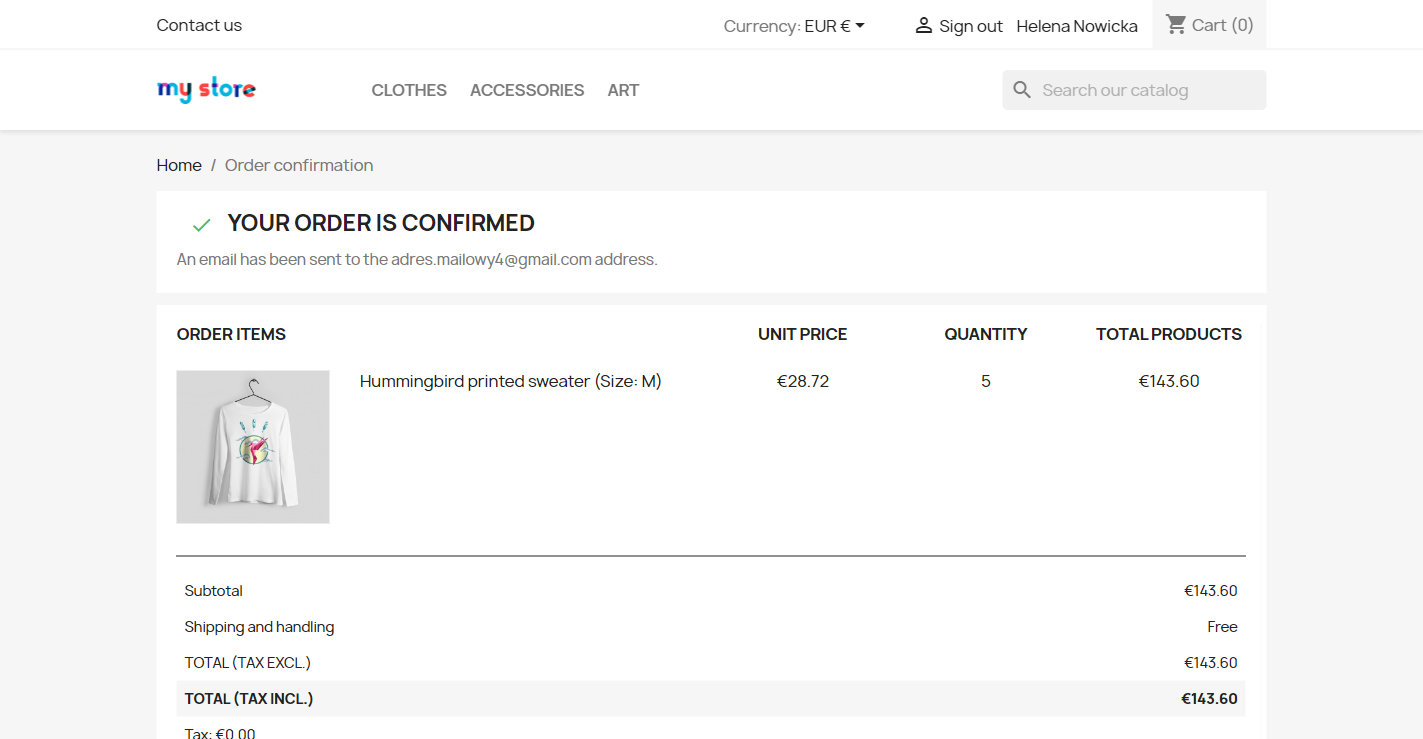 Contact us
Currency: EUR €
Sign out
Helena Nowicka
Cart (0)
my store
CLOTHES
ACCESSORIES
ART
Search our catalog
Home / Order confirmation
YOUR ORDER IS CONFIRMED
An email has been sent to the adres.mailowy4@gmail.com address.
ORDER ITEMS UNIT PRICE QUANTITY TOTAL PRODUCTS
Hummingbird printed sweater (Size: M) €28.72 5 €143.60
Subtotal €143.60
Shipping and handling Free
TOTAL (TAX EXCL.) €143.60
TOTAL (TAX INCL.) €143.60
Tax: €0.00